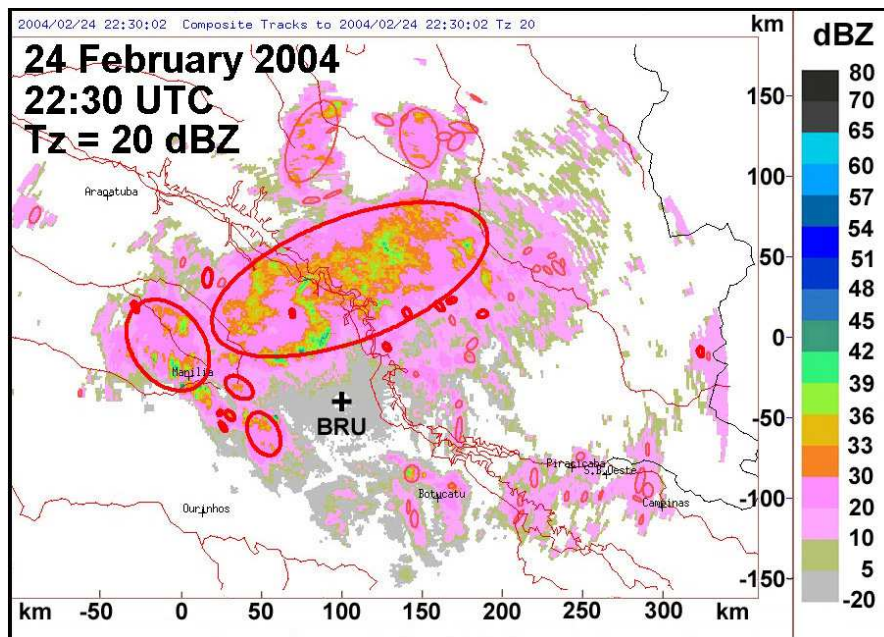 2004/02/24 22:30:02 Composite Tracks to 2004/02/24 22:30:02 Tz 20
km
dBZ
24 February 2004
22:30 UTC
Tz = 20 dBZ
80
70
65
60
57
54
51
48
45
42
39
36
33
30
20
10
5
-20
150
100
50
0
-50
-100
-150
Aracatuba
Marilia
BRU
Piracicaba
S.B.Oeste
Botucatu
Campinas
Ourinhos
km
-50
0
50
100
150
200
250
300
km